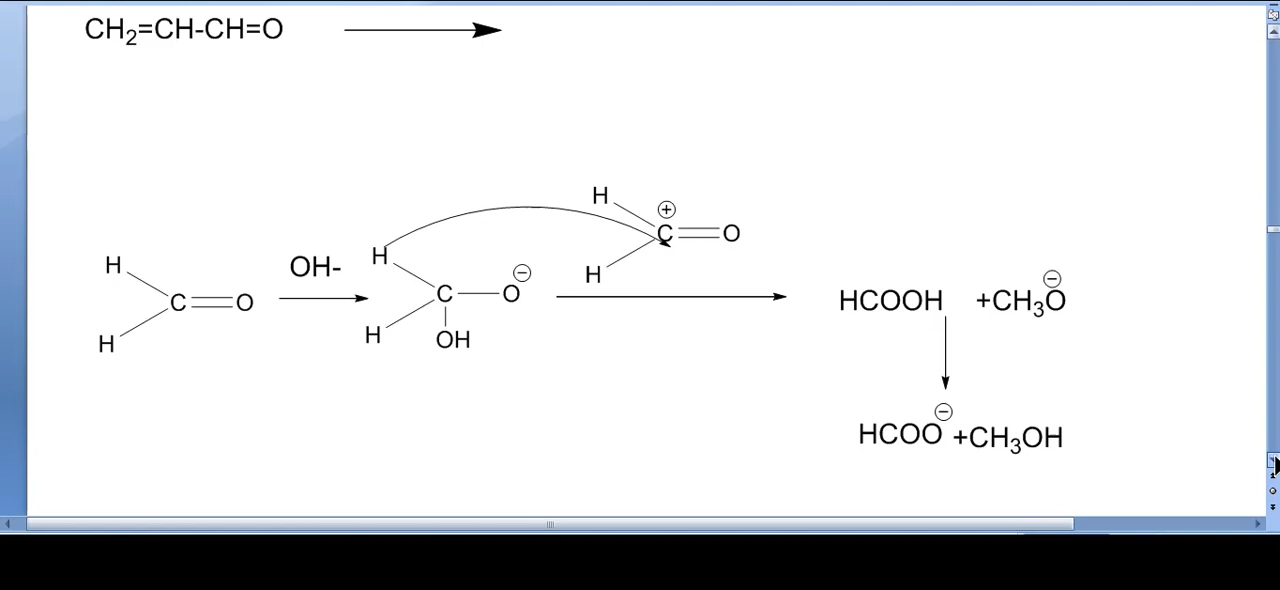 CH₂=CH-CH=O
H
⊕
H
C=O
H
OH-
H
C=O
H
⊖
C—O
H
OH
H
⊖
HCOOH +CH₃O
⊖
HCOO +CH₃OH